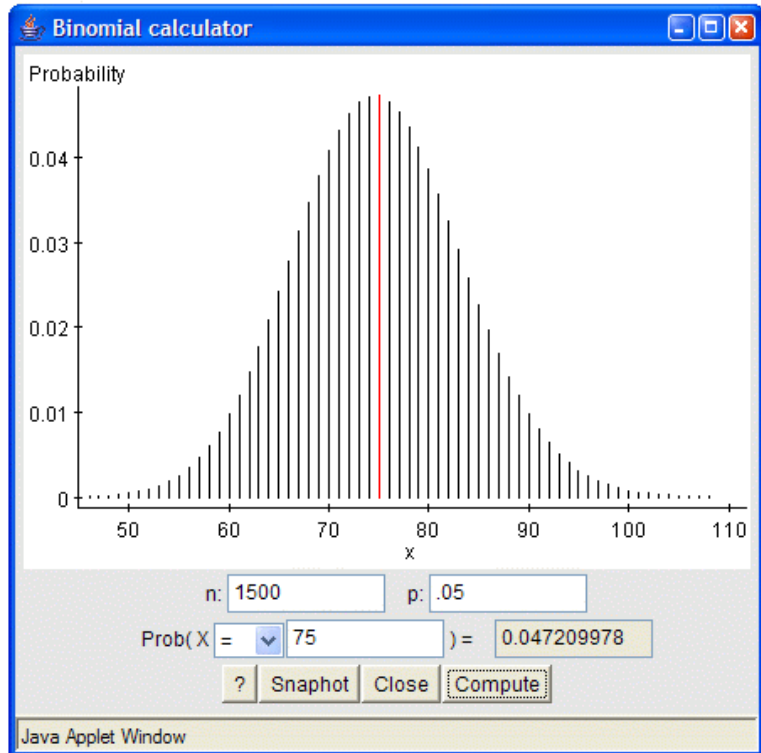 Binomial calculator
Probability
0.04
0.03
0.02
0.01
0
50 60 70 80 90 100 110
x
n: 1500 p: .05
Prob( X = 75 ) = 0.047209978
? Snaphot Close Compute
Java Applet Window